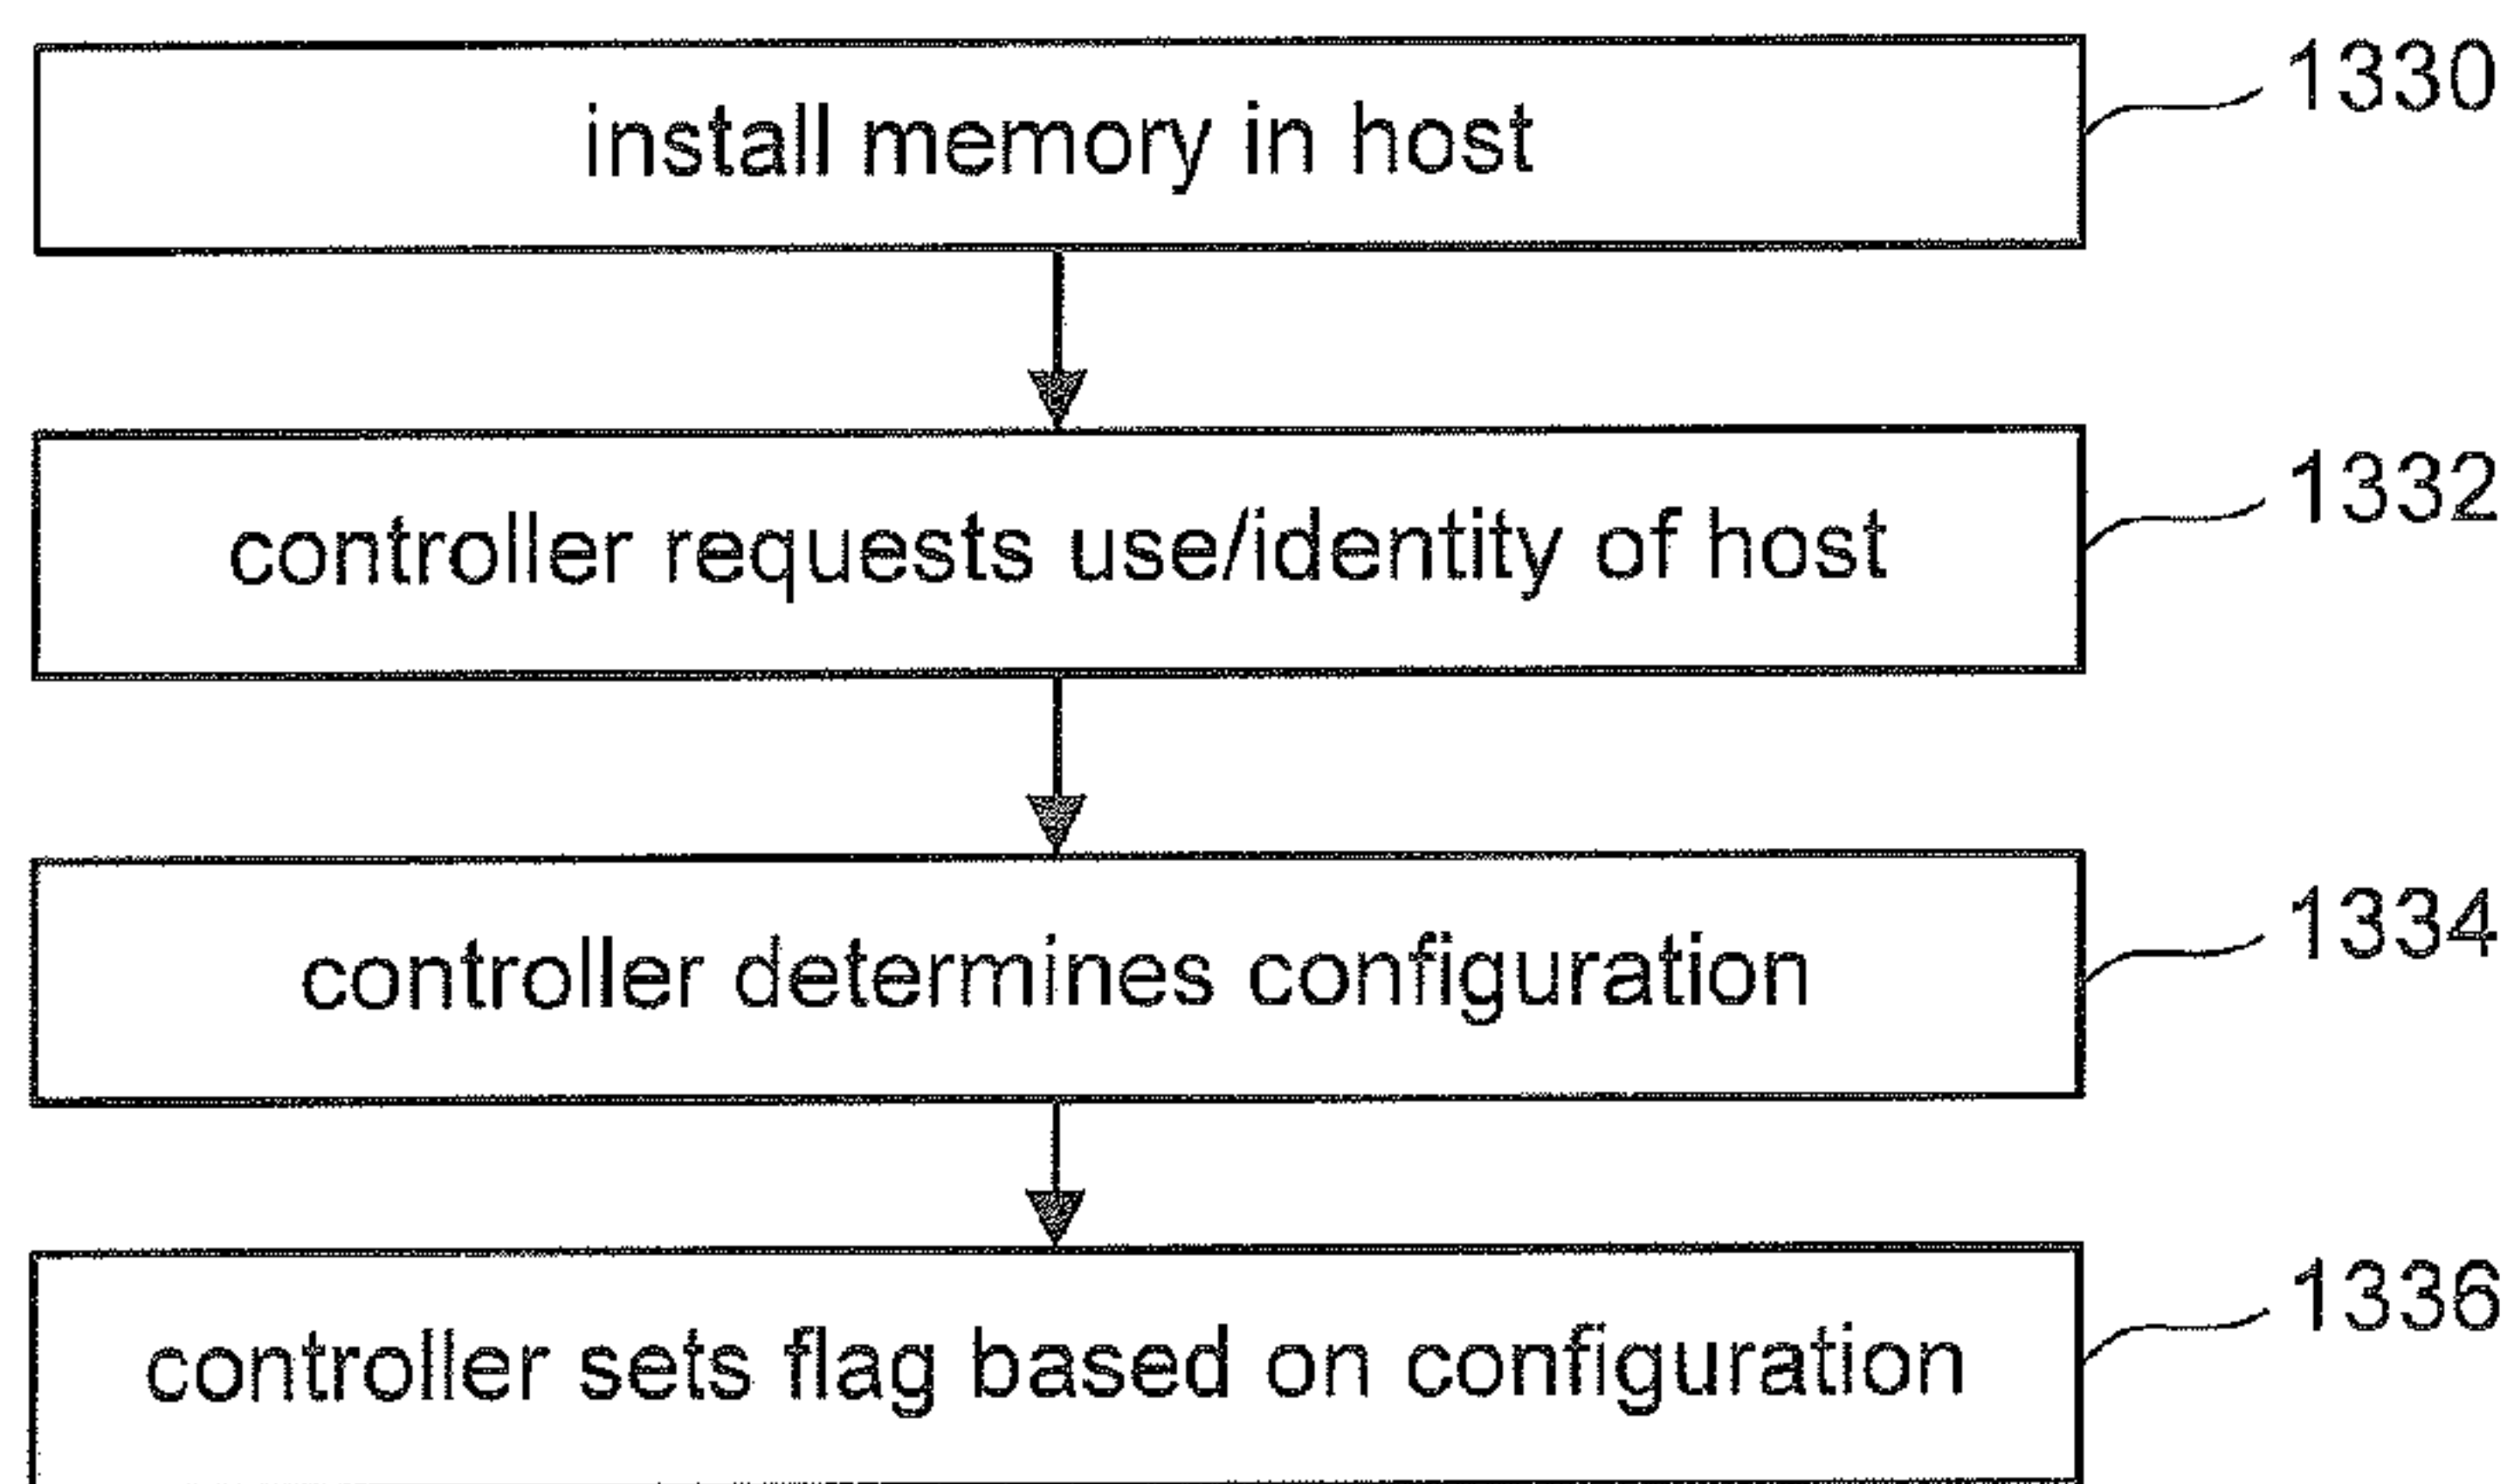 install memory in host
1330
controller requests use/identity of host
1332
controller determines configuration
1334
controller sets flag based on configuration
1336